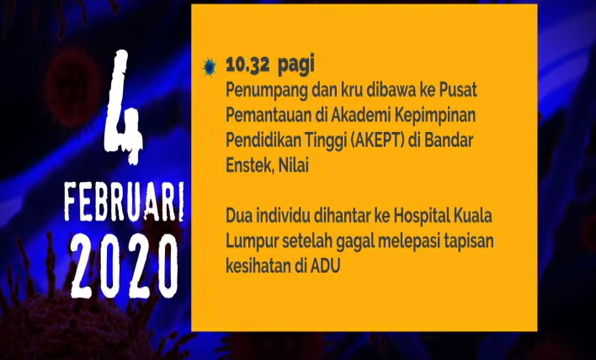 4
FEBRUARI
2020
10.32 pagi
Penumpang dan kru dibawa ke Pusat
Pemantauan di Akademi Kepimpinan
Pendidikan Tinggi (AKEPT) di Bandar
Enstek, Nilai
Dua individu dihantar ke Hospital Kuala
Lumpur setelah gagal melepasi tapisan
kesihatan di ADU